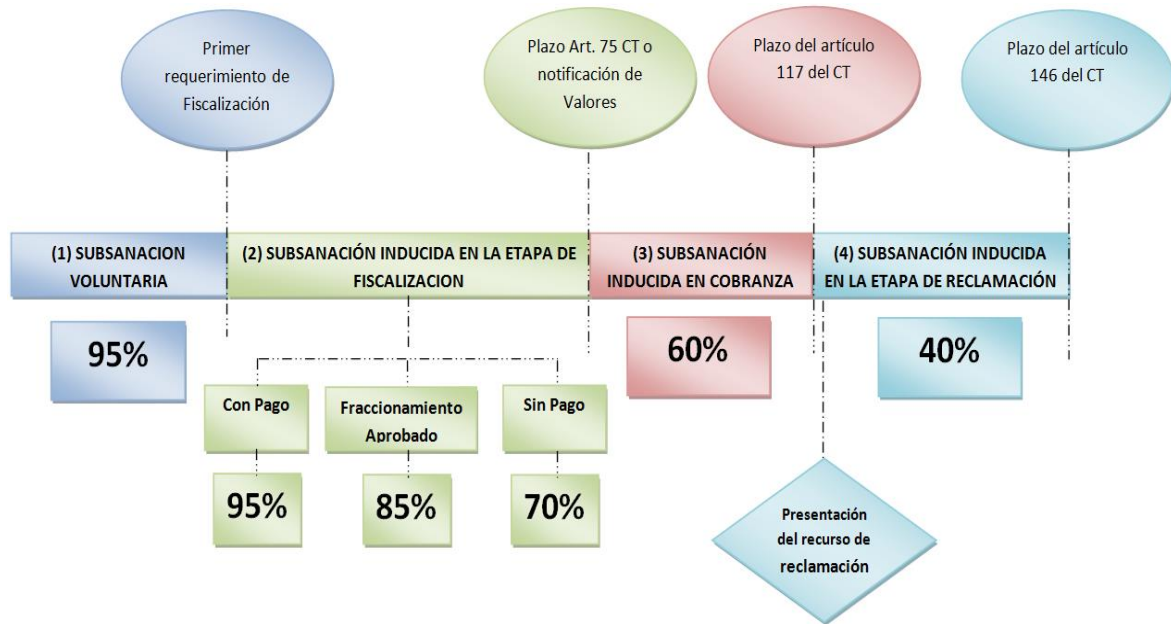 Primer
requerimiento de
Fiscalización
Plazo Art. 75 CT o
notificación de
Valores
Plazo del artículo
117 del CT
Plazo del artículo
146 del CT
(1) SUBSANACION
VOLUNTARIA
(2) SUBSANACIÓN INDUCIDA EN LA ETAPA DE
FISCALIZACION
(3) SUBSANACIÓN
INDUCIDA EN COBRANZA
(4) SUBSANACIÓN INDUCIDA
EN LA ETAPA DE RECLAMACIÓN
95%
60%
40%
Con Pago
Fraccionamiento
Aprobado
Sin Pago
95%
85%
70%
Presentación
del recurso de
reclamación